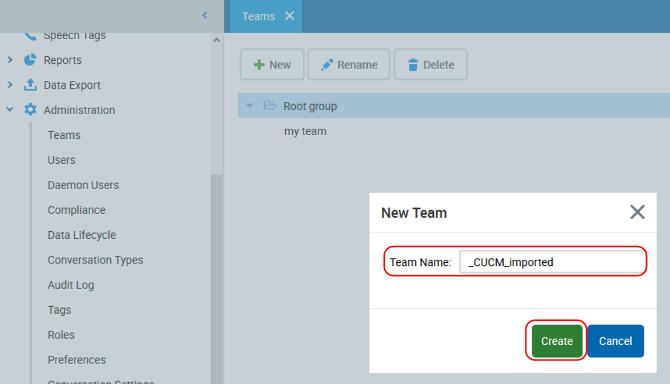 Teams
Speech Tags
Reports
Data Export
Administration
Teams
Users
Daemon Users
Compliance
Data Lifecycle
Conversation Types
Audit Log
Tags
Roles
Preferences
Conversation Settings
New Rename Delete
Root group
my team
New Team
Team Name: _CUCM_imported
Create Cancel